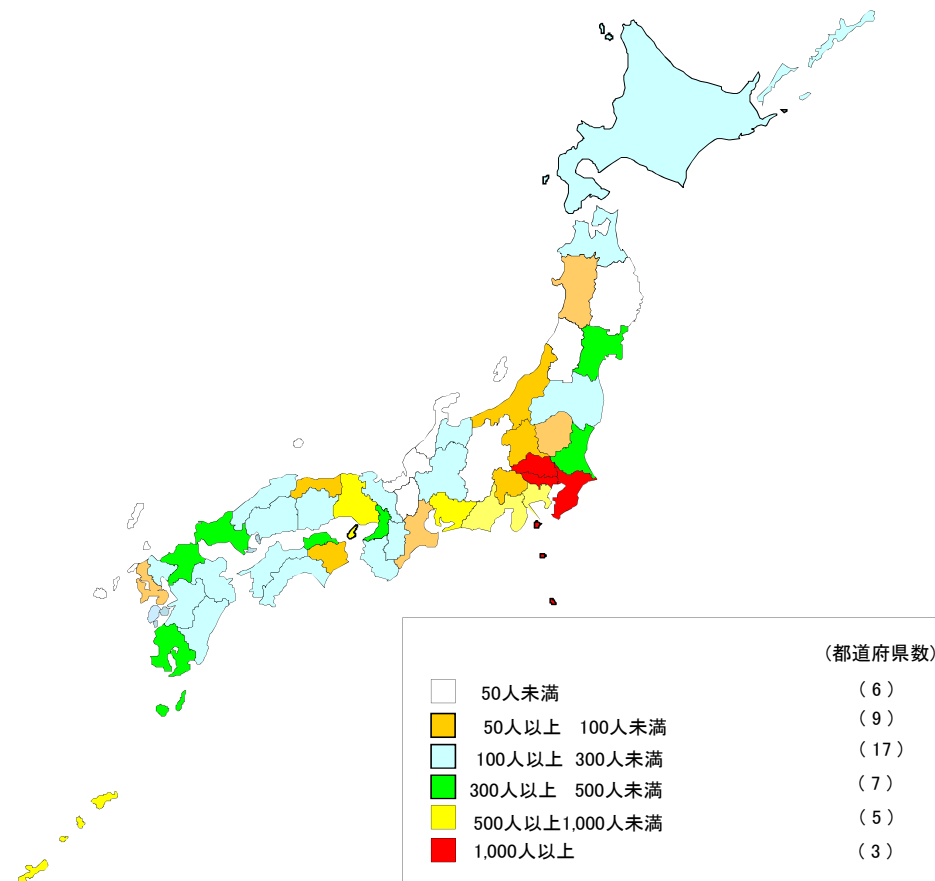 (都道府県数)
50人未満 ( 6 )
50人以上 100人未満 ( 9 )
100人以上 300人未満 ( 17 )
300人以上 500人未満 ( 7 )
500人以上1,000人未満 ( 5 )
1,000人以上 ( 3 )